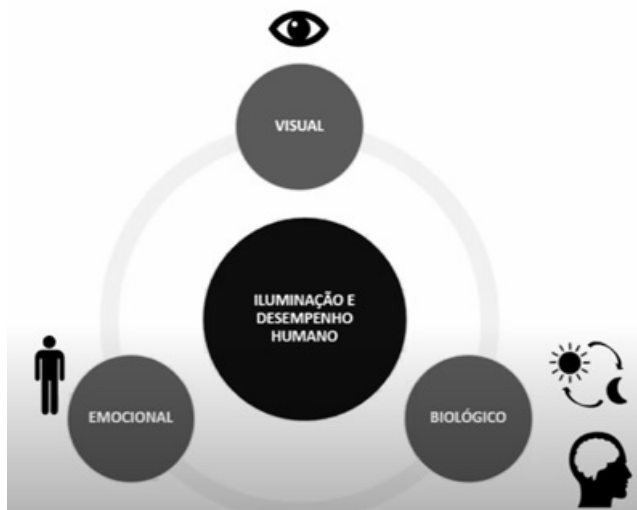 VISUAL
ILUMINAÇÃO E
DESEMPENHO
HUMANO
EMOCIONAL
BIOLÓGICO